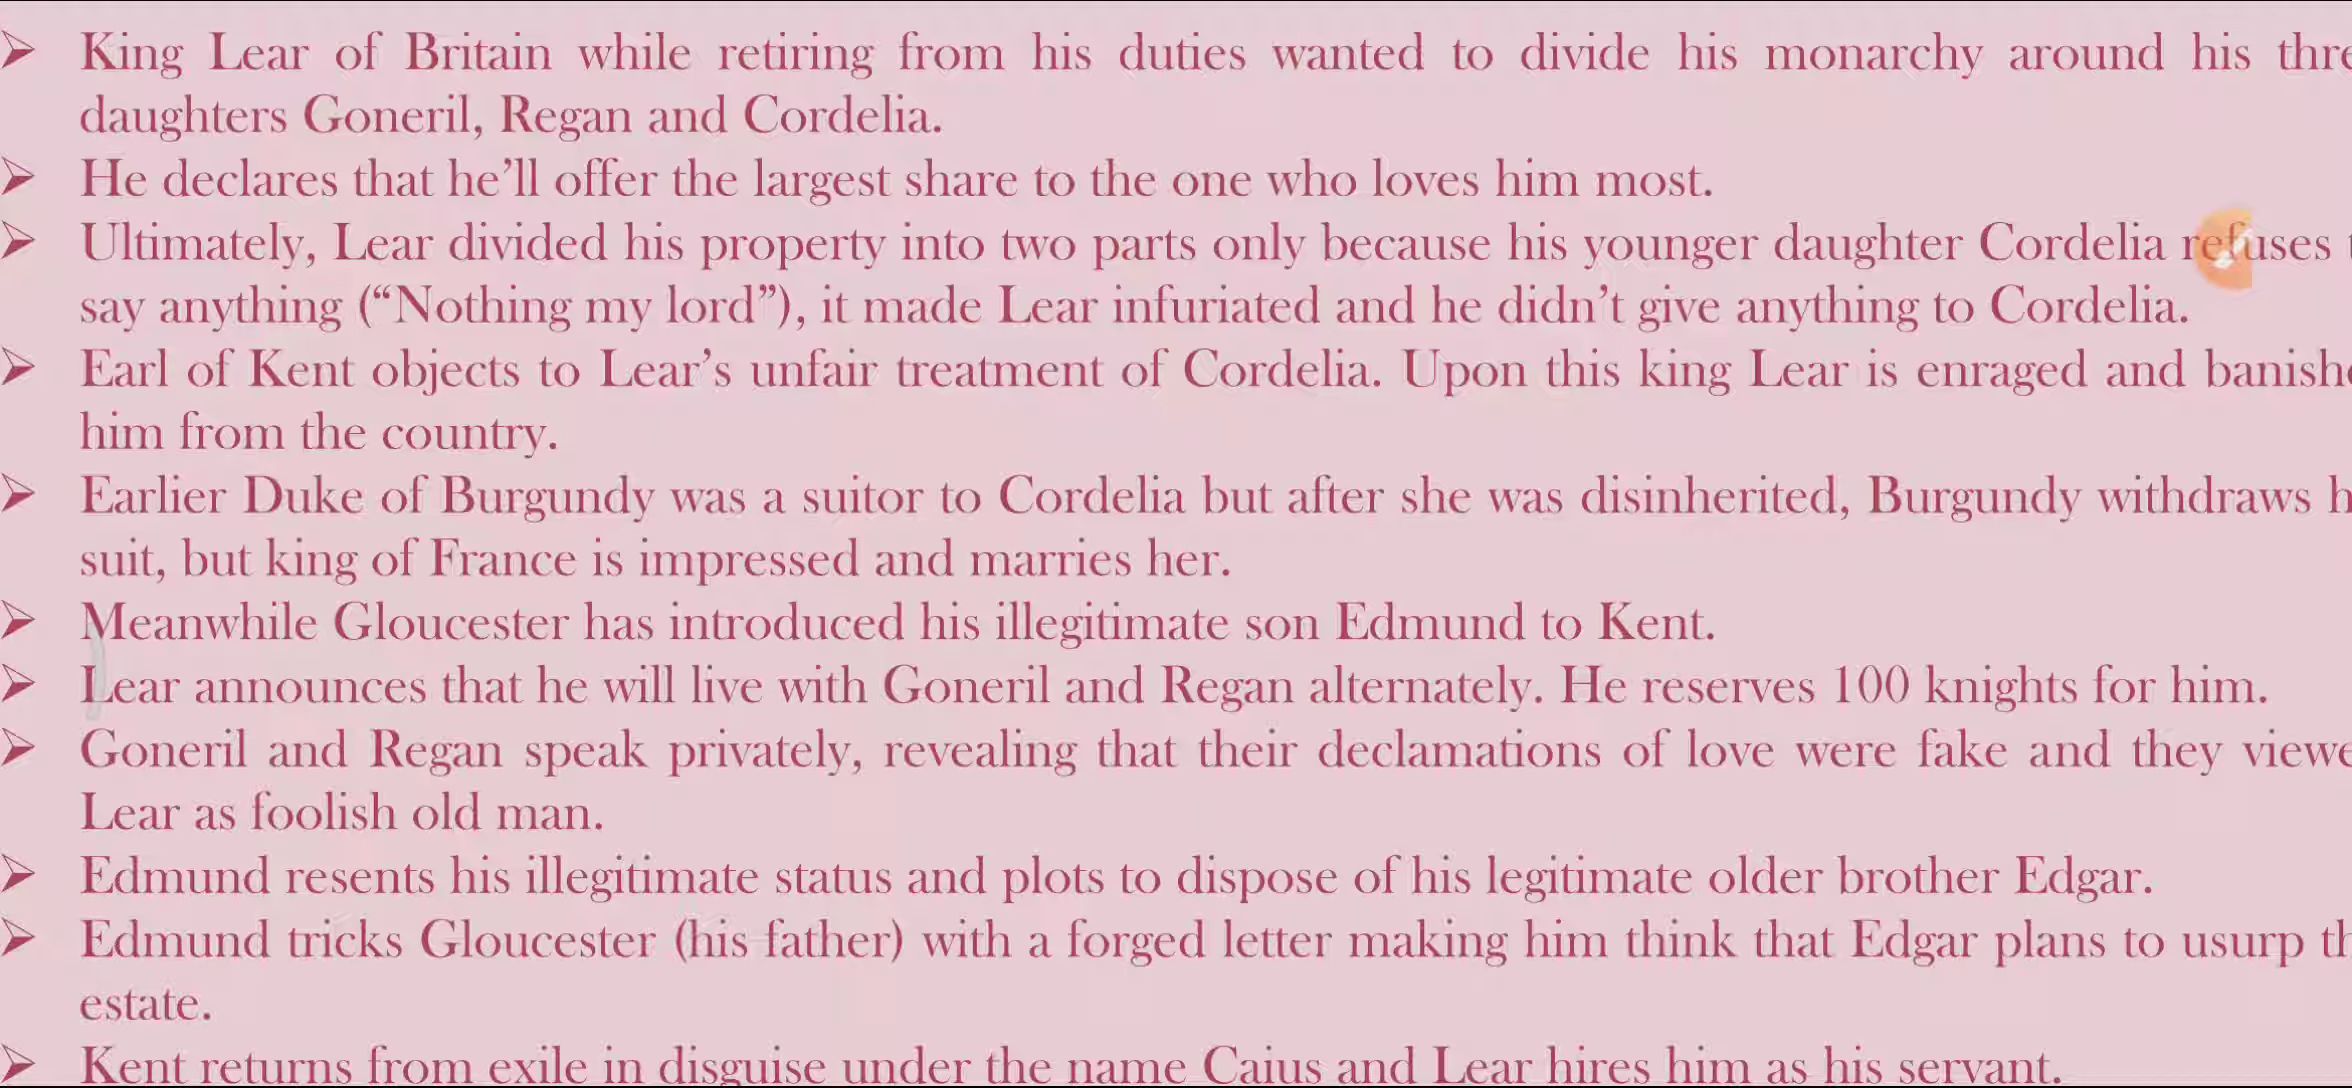 ➢ King Lear of Britain while retiring from his duties wanted to divide his monarchy around his thre
daughters Goneril, Regan and Cordelia.
➢ He declares that he’ll offer the largest share to the one who loves him most.
➢ Ultimately, Lear divided his property into two parts only because his younger daughter Cordelia refuses t
say anything (“Nothing my lord”), it made Lear infuriated and he didn’t give anything to Cordelia.
➢ Earl of Kent objects to Lear’s unfair treatment of Cordelia. Upon this king Lear is enraged and banishe
him from the country.
➢ Earlier Duke of Burgundy was a suitor to Cordelia but after she was disinherited, Burgundy withdraws h
suit, but king of France is impressed and marries her.
➢ Meanwhile Gloucester has introduced his illegitimate son Edmund to Kent.
➢ Lear announces that he will live with Goneril and Regan alternately. He reserves 100 knights for him.
➢ Goneril and Regan speak privately, revealing that their declamations of love were fake and they viewe
Lear as foolish old man.
➢ Edmund resents his illegitimate status and plots to dispose of his legitimate older brother Edgar.
➢ Edmund tricks Gloucester (his father) with a forged letter making him think that Edgar plans to usurp th
estate.
➢ Kent returns from exile in disguise under the name Caius and Lear hires him as his servant.